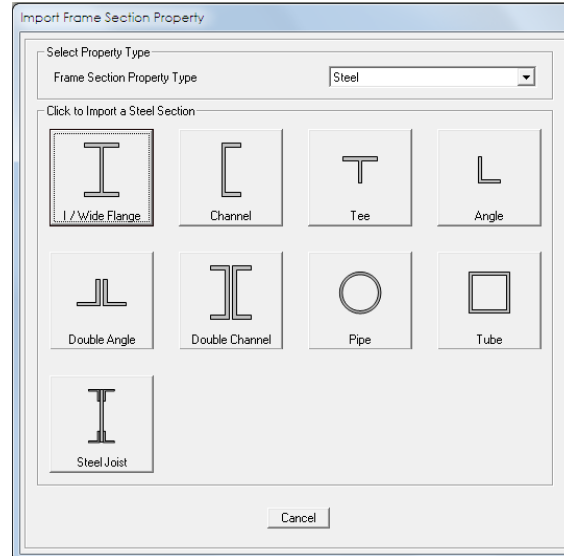 Import Frame Section Property
Select Property Type
Frame Section Property Type
Steel
Click to Import a Steel Section
I / Wide Flange
Channel
Tee
Angle
Double Angle
Double Channel
Pipe
Tube
Steel Joist
Cancel